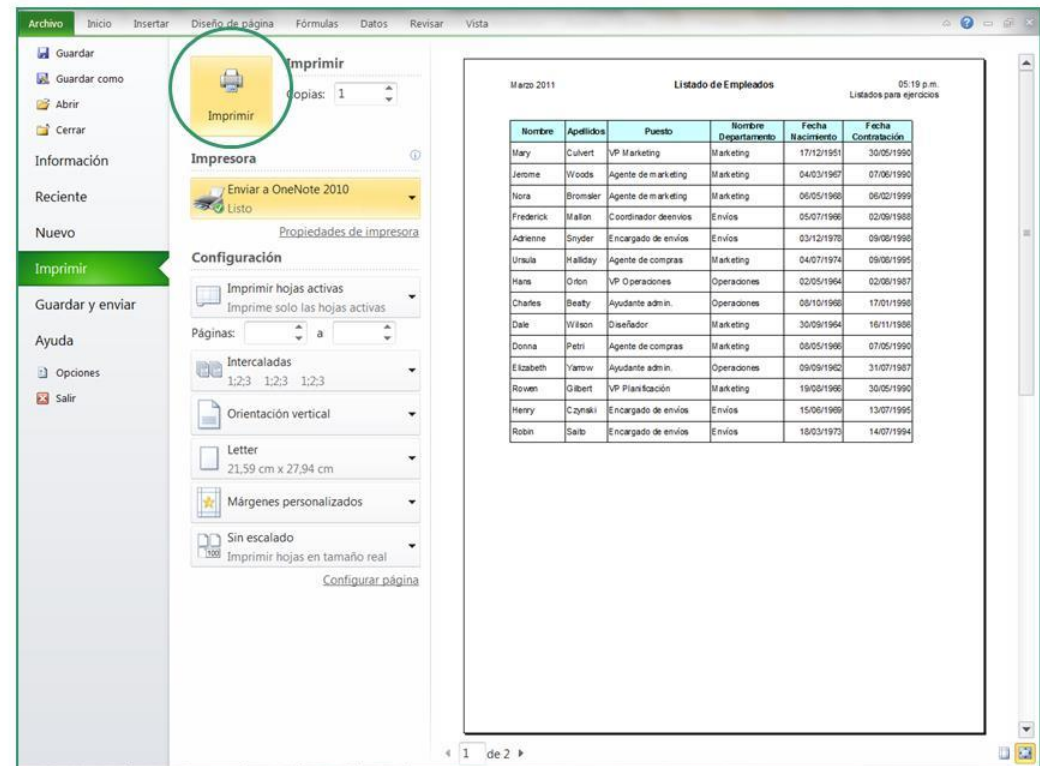 Archivo Inicio Insertar Diseño de página Fórmulas Datos Revisar Vista
Guardar
Guardar como
Abrir
Cerrar
Información
Reciente
Nuevo
Imprimir
Guardar y enviar
Ayuda
Opciones
Salir
Imprimir
Copias: 1
Imprimir
Impresora
Enviar a OneNote 2010
Listo
Propiedades de impresora
Configuración
Imprimir hojas activas
Imprime solo las hojas activas
Páginas: a
Intercaladas
1;2;3 1;2;3 1;2;3
Orientación vertical
Letter
21,59 cm x 27,94 cm
Márgenes personalizados
Sin escalado
100
Imprimir hojas en tamaño real
Configurar página
Marzo 2011 Listado de Empleados 05:19 p.m.
Listados para ejercicios
Nombre Apellidos Puesto Nombre Departamento Fecha Nacimiento Fecha Contratación
Mary Culvert VP Marketing Marketing 17/12/1951 30/05/1990
Jerome Woods Agente de marketing Marketing 04/03/1967 07/06/1990
Nora Bromsler Agente de marketing Marketing 06/05/1968 06/02/1999
Frederick Mallon Coordinador deenvios Envíos 05/07/1966 02/09/1988
Adrienne Snyder Encargado de envíos Envíos 03/12/1978 09/08/1998
Ursula Halliday Agente de compras Marketing 04/07/1974 09/08/1995
Hans Orlon VP Operaciones Operaciones 02/05/1964 02/08/1987
Charles Beatty Ayudante admin. Operaciones 08/10/1968 17/01/1998
Dale Wilson Diseñador Marketing 30/09/1964 16/11/1986
Donna Petri Agente de compras Marketing 08/05/1966 07/05/1990
Elizabeth Yarrow Ayudante admin. Operaciones 09/09/1962 31/07/1987
Rowen Gilbert VP Planificación Marketing 19/08/1966 30/05/1990
Henry Czynski Encargado de envíos Envíos 15/06/1969 13/07/1995
Robin Saito Encargado de envíos Envíos 18/03/1973 14/07/1994
1 de 2